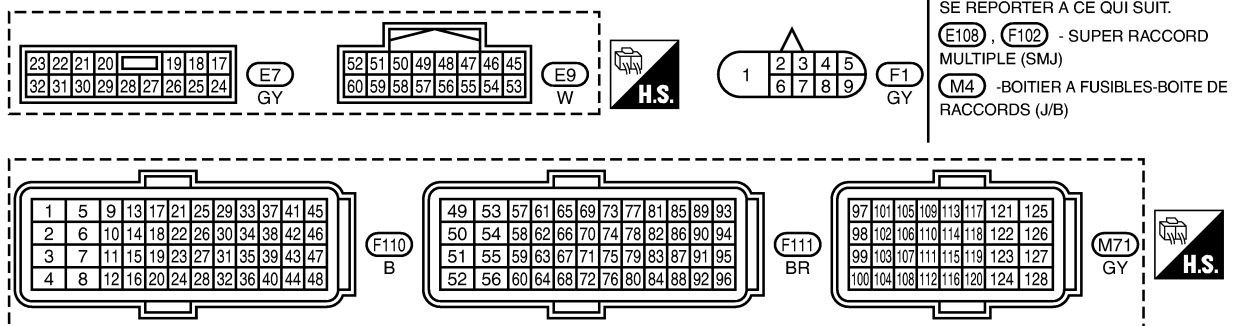 SE REPORTER A CE QUI SUIT.
E108 , F102 - SUPER RACCORD
MULTIPLE (SMJ)
M4 -BOITIER A FUSIBLES-BOITE DE
RACCORDS (J/B)
23 22 21 20 19 18 17
32 31 30 29 28 27 26 25 24
E7
GY
52 51 50 49 48 47 46 45
60 59 58 57 56 55 54 53
E9
W
H.S.
1
2 3 4 5
6 7 8 9
F1
GY
1 5 9 13 17 21 25 29 33 37 41 45
2 6 10 14 18 22 26 30 34 38 42 46
3 7 11 15 19 23 27 31 35 39 43 47
4 8 12 16 20 24 28 32 36 40 44 48
F110
B
49 53 57 61 65 69 73 77 81 85 89 93
50 54 58 62 66 70 74 78 82 86 90 94
51 55 59 63 67 71 75 79 83 87 91 95
52 56 60 64 68 72 76 80 84 88 92 96
F111
BR
97 101 105 109 113 117 121 125
98 102 106 110 114 118 122 126
99 103 107 111 115 119 123 127
100 104 108 112 116 120 124 128
M71
GY
H.S.